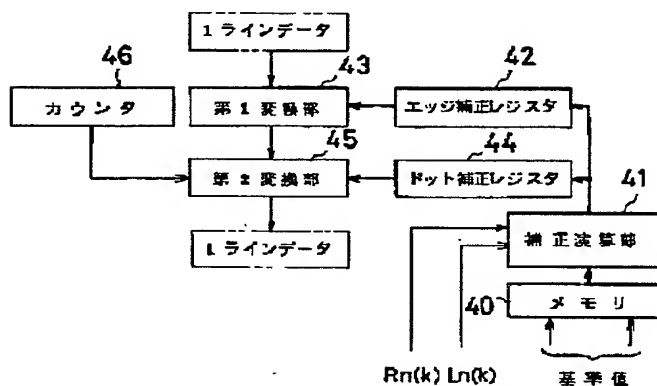 1ラインデータ
46
43
42
カウンタ
第1変換部
エッジ補正レジスタ
45
44
第2変換部
ドット補正レジスタ
41
1ラインデータ
補正演算部
40
メモリ
Rn(k) Ln(k)
基準値